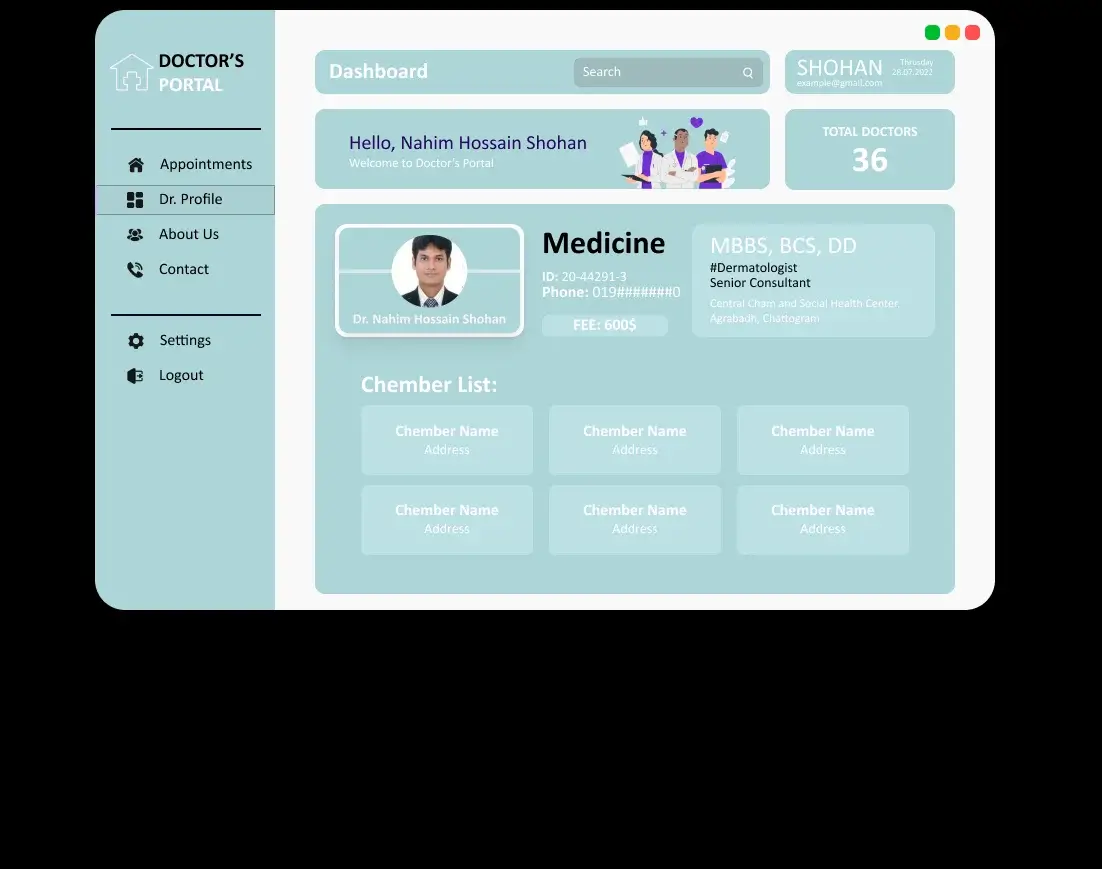 DOCTOR’S
PORTAL
Appointments
Dr. Profile
About Us
Contact
Settings
Logout
Dashboard
Search
SHOHAN
Thrusday
28.07.2022
example@gmail.com
Hello, Nahim Hossain Shohan
Welcome to Doctor’s Portal
TOTAL DOCTORS
36
Dr. Nahim Hossain Shohan
Medicine
ID: 20-44291-3
Phone: 019#######0
FEE: 600$
MBBS, BCS, DD
#Dermatologist
Senior Consultant
Central Cham and Social Health Center
Agrabadh, Chattogram
Chember List:
Chember Name
Address
Chember Name
Address
Chember Name
Address
Chember Name
Address
Chember Name
Address
Chember Name
Address